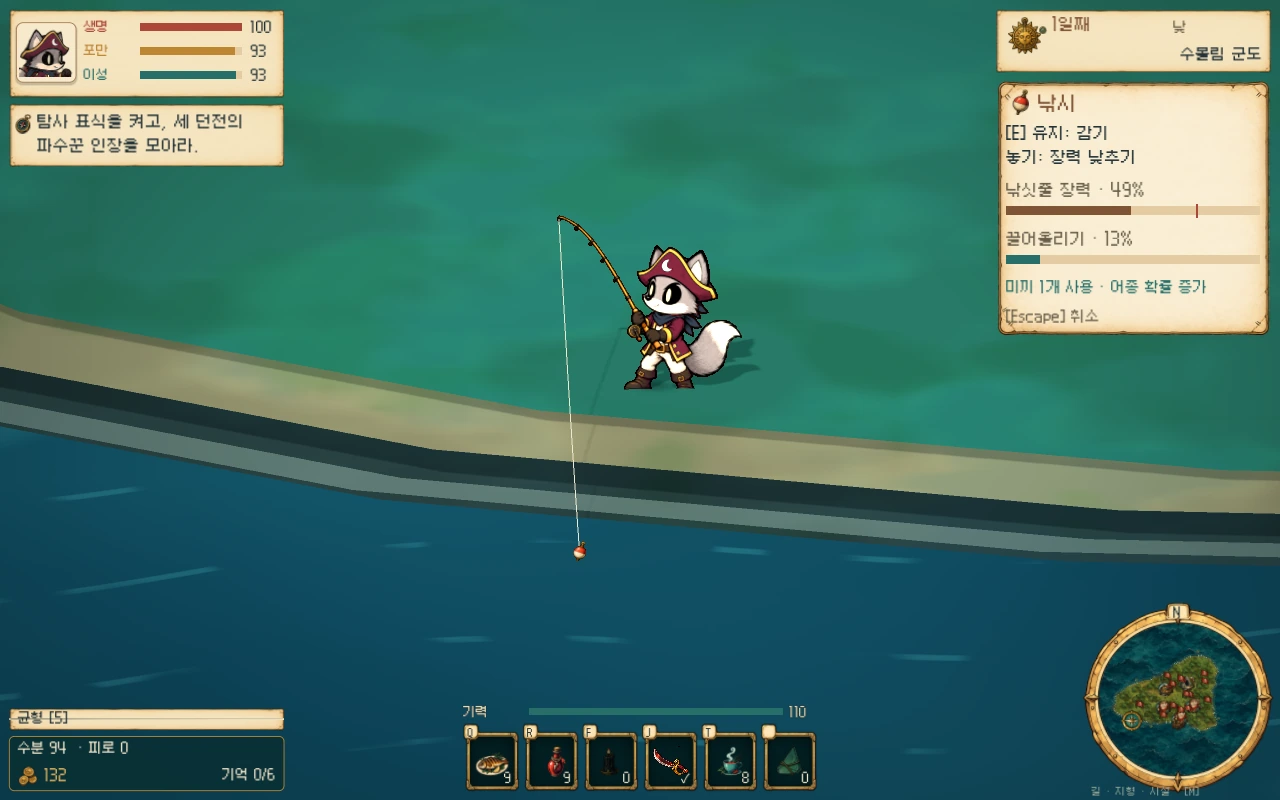 생명 100
포만 93
이성 93
탐사 표식을 켜고, 세 던전의
파수꾼 인장을 모아라.
1일째 낮
수몰림 군도
낚시
[E] 유지: 감기
놓기: 장력 낮추기
낚싯줄 장력 · 49%
끌어올리기 · 13%
미끼 1개 사용 · 어종 확률 증가
[Escape] 취소
N
균형 [5]
수분 94 · 피로 0
132 기억 0/6
기력 110
Q R F J T
9 9 0 ✓ 8 0
길 · 지형 · 시설 [M]